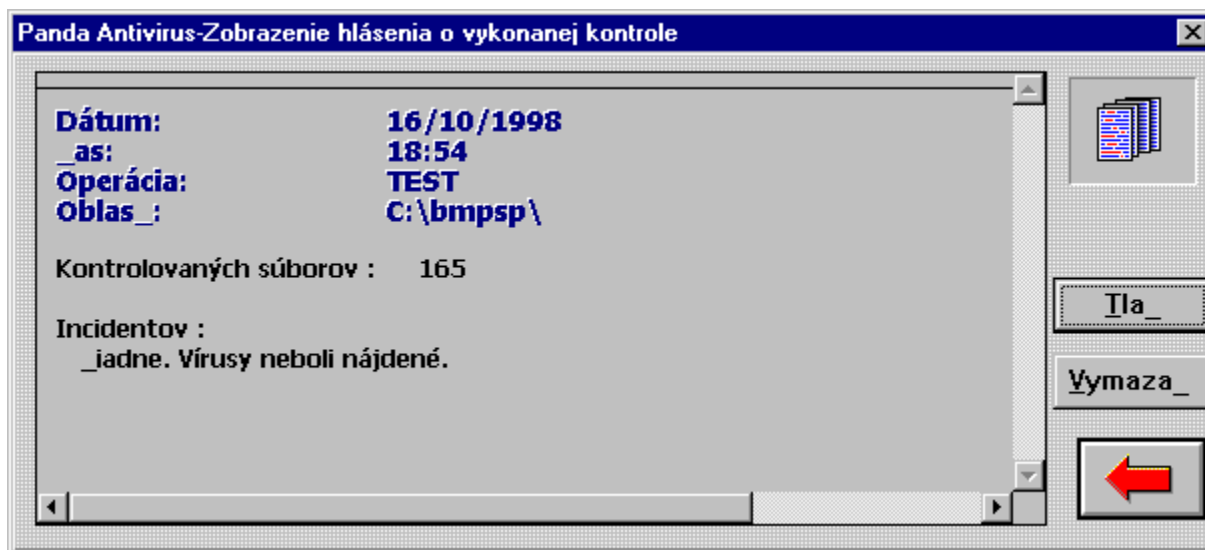 Panda Antivirus-Zobrazenie hlásenia o vykonanej kontrole
Dátum: 16/10/1998
_as: 18:54
Operácia: TEST
Oblas_: C:\bmpsp\
Kontrolovaných súborov : 165
Incidentov :
_iadne. Vírusy neboli nájdené.
Tla_
Vymaza_